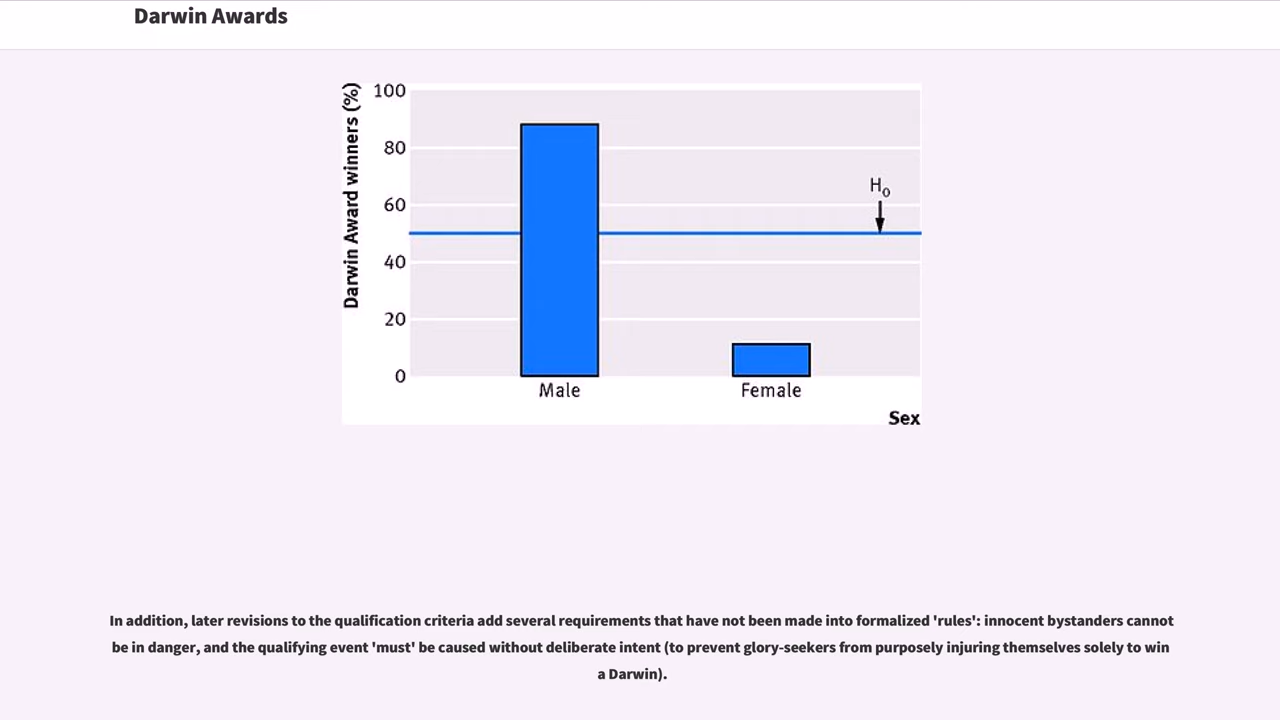 Darwin Awards
Darwin Award winners (%)
100
80
60
40
20
0
H0
Male
Female
Sex
In addition, later revisions to the qualification criteria add several requirements that have not been made into formalized 'rules': innocent bystanders cannot
be in danger, and the qualifying event 'must' be caused without deliberate intent (to prevent glory-seekers from purposely injuring themselves solely to win
a Darwin).